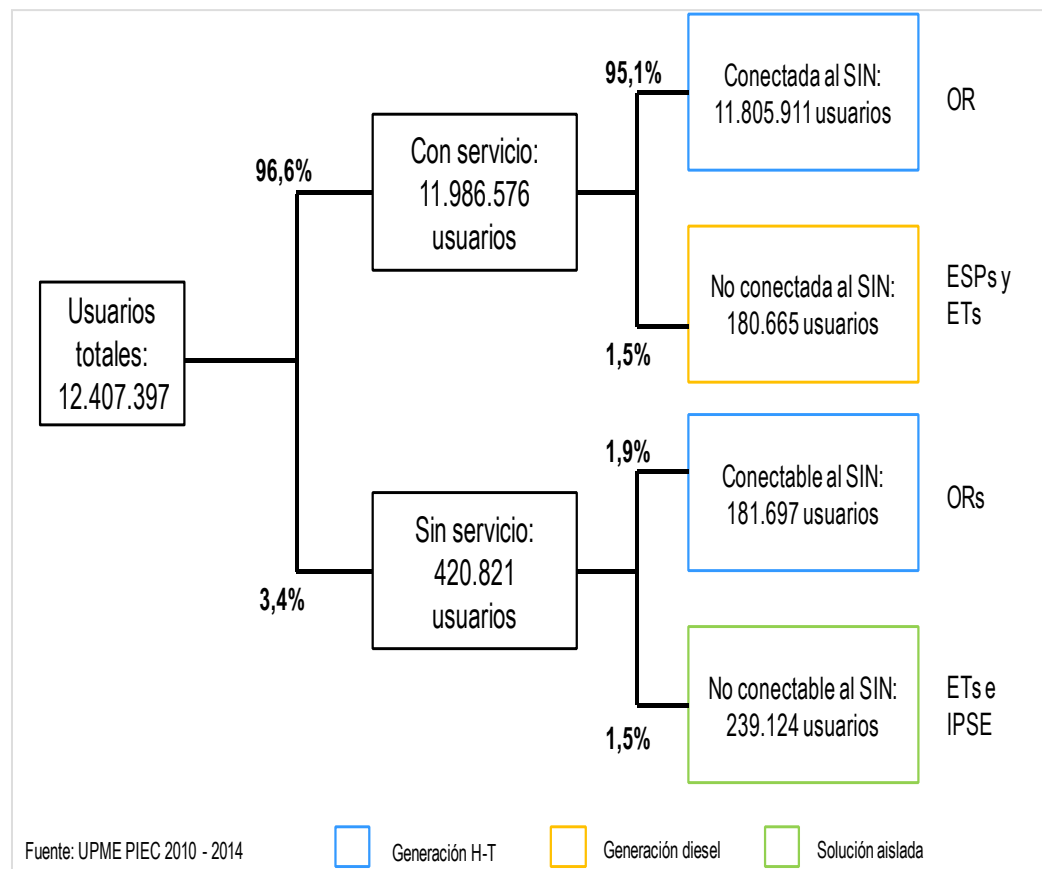 Usuarios
totales:
12.407.397
96,6%
3,4%
Con servicio:
11.986.576
usuarios
Sin servicio:
420.821
usuarios
95,1%
1,5%
1,9%
1,5%
Conectada al SIN:
11.805.911 usuarios
OR
No conectada al SIN:
180.665 usuarios
ESPs y
ETs
Conectable al SIN:
181.697 usuarios
ORs
No conectable al SIN:
239.124 usuarios
ETs e
IPSE
Fuente: UPME PIEC 2010 - 2014
Generación H-T
Generación diesel
Solución aislada